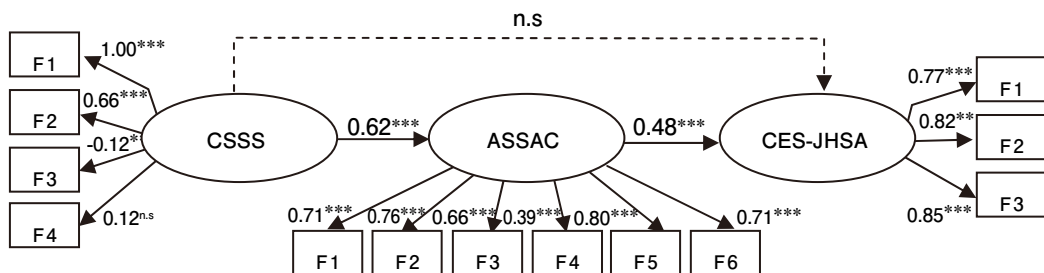 n.s
F1
1.00***
F2
0.66***
F3
-0.12*
F4
0.12n.s
CSSS
0.62***
ASSAC
0.48***
CES-JHSA
0.77***
F1
0.82**
F2
0.85***
F3
0.71***
0.76***
0.66***
0.39***
0.80***
0.71***
F1
F2
F3
F4
F5
F6